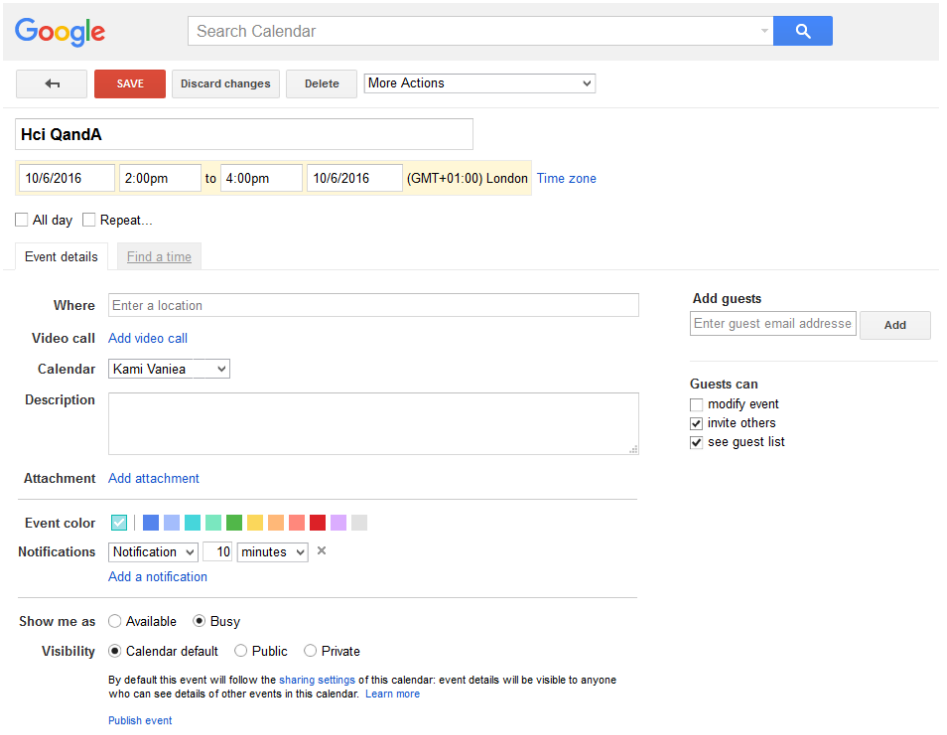 Google
Search Calendar
SAVE Discard changes Delete More Actions
Hci QandA
10/6/2016 2:00pm to 4:00pm 10/6/2016 (GMT+01:00) London Time zone
All day Repeat...
Event details Find a time
Where Enter a location
Video call Add video call
Calendar Kami Vaniea
Description
Attachment Add attachment
Event color
Notifications Notification 10 minutes ×
Add a notification
Show me as Available Busy
Visibility Calendar default Public Private
By default this event will follow the sharing settings of this calendar: event details will be visible to anyone
who can see details of other events in this calendar. Learn more
Publish event
Add guests
Enter guest email addresse Add
Guests can
modify event
invite others
see guest list